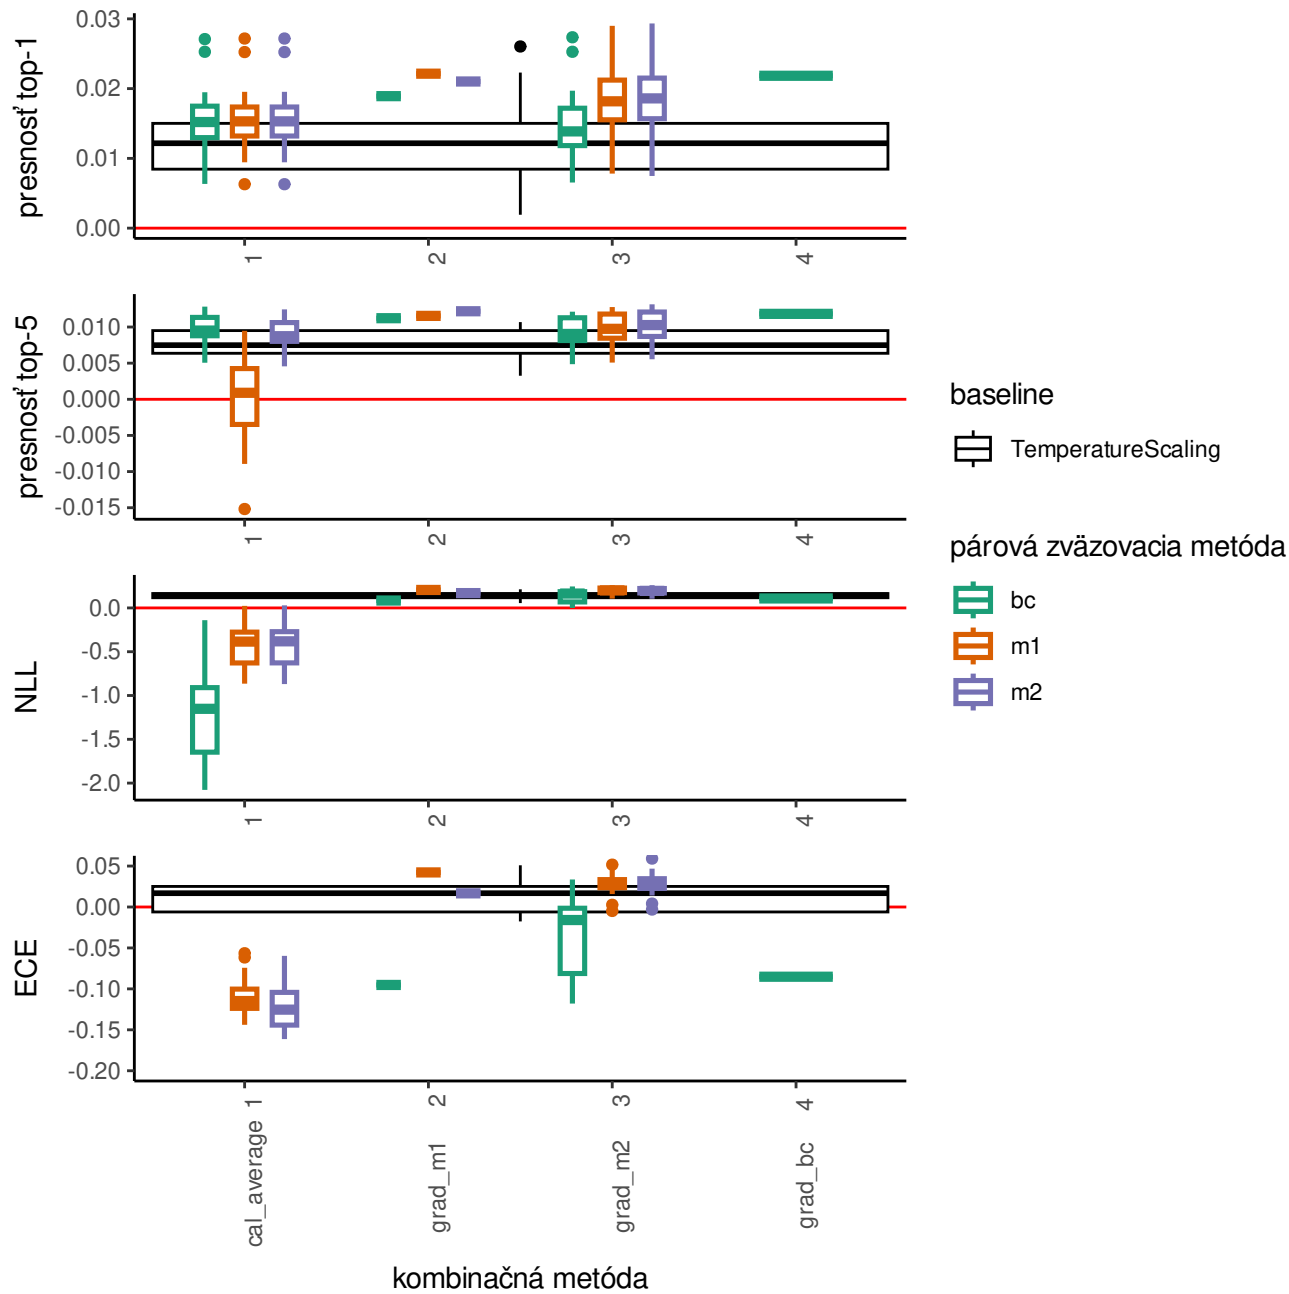 presnosť top-1
0.03
0.02
0.01
0.00
1
2
3
4
presnosť top-5
0.010
0.005
0.000
-0.005
-0.010
-0.015
1
2
3
4
NLL
0.0
-0.5
-1.0
-1.5
-2.0
1
2
3
4
ECE
0.05
0.00
-0.05
-0.10
-0.15
-0.20
cal_average 1
grad_m1 2
grad_m2 3
grad_bc 4
kombinačná metóda
baseline
TemperatureScaling
párová zväzovacia metóda
bc
m1
m2